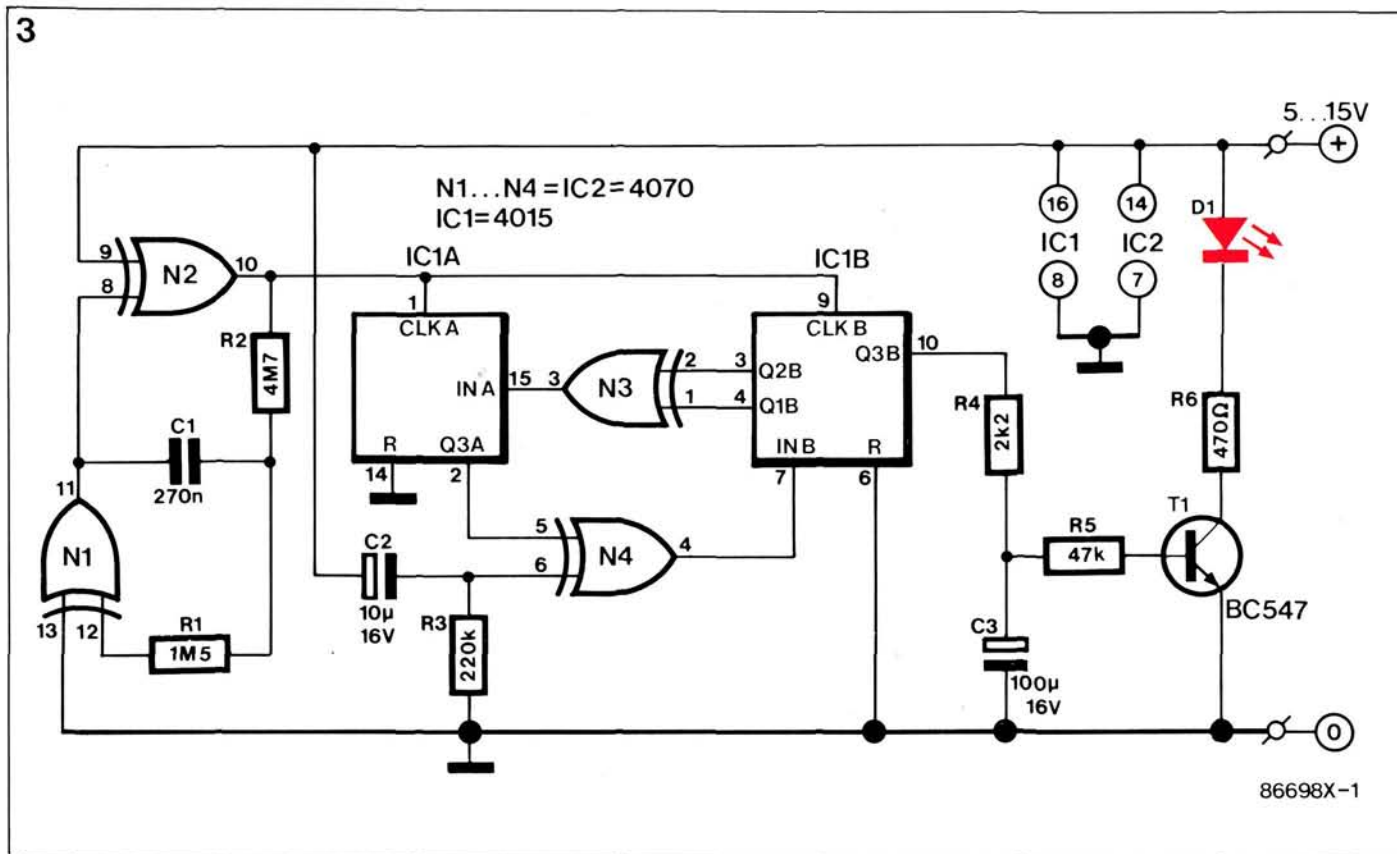 3
5...15V
+
N1...N4=IC2=4070
IC1=4015
16
14
D1
9
8
N2
10
IC1A
IC1B
IC1
IC2
8
7
1
CLK A
9
CLK B
Q3B
10
R2
4M7
IN A
15
3
N3
2
1
3
4
Q2B
Q1B
R4
2k2
R6
470Ω
C1
270n
R
14
Q3A
2
IN B
7
R
6
11
N1
13
12
R1
1M5
C2
10µ
16V
5
6
N4
4
R3
220k
R5
47k
T1
BC547
C3
100µ
16V
0
86698X-1